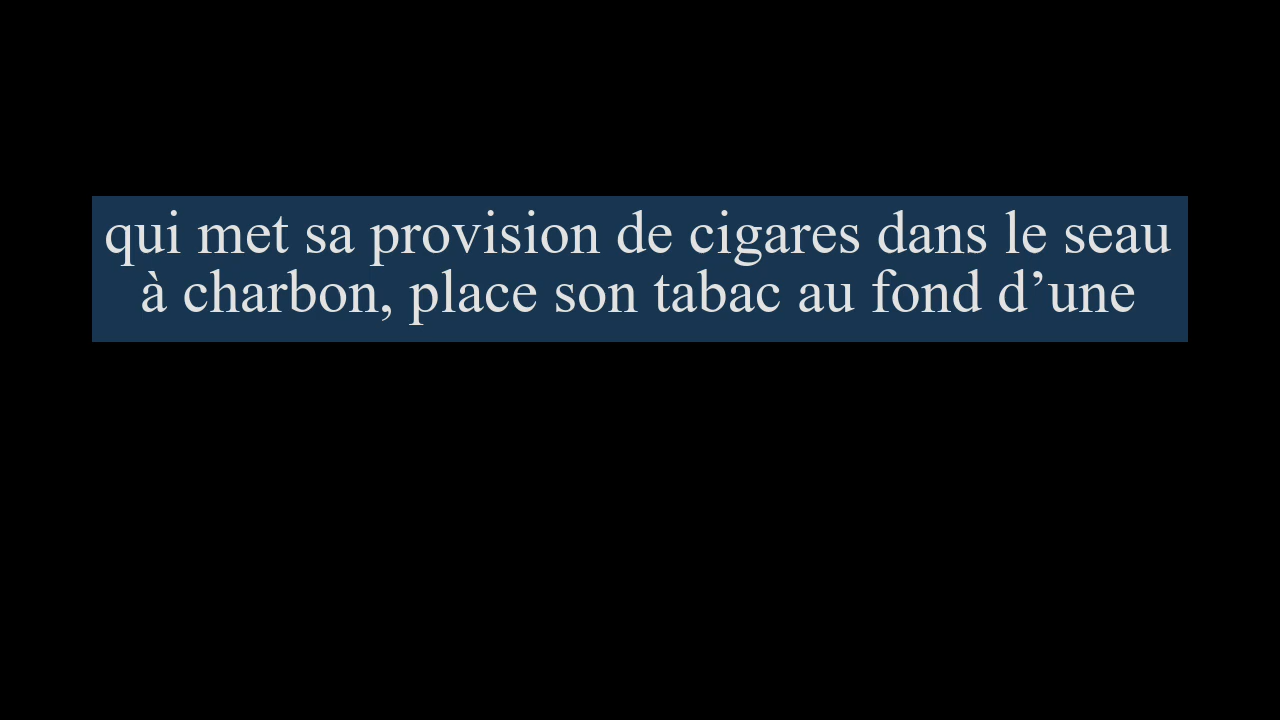 qui met sa provision de cigares dans le seau
à charbon, place son tabac au fond d’une